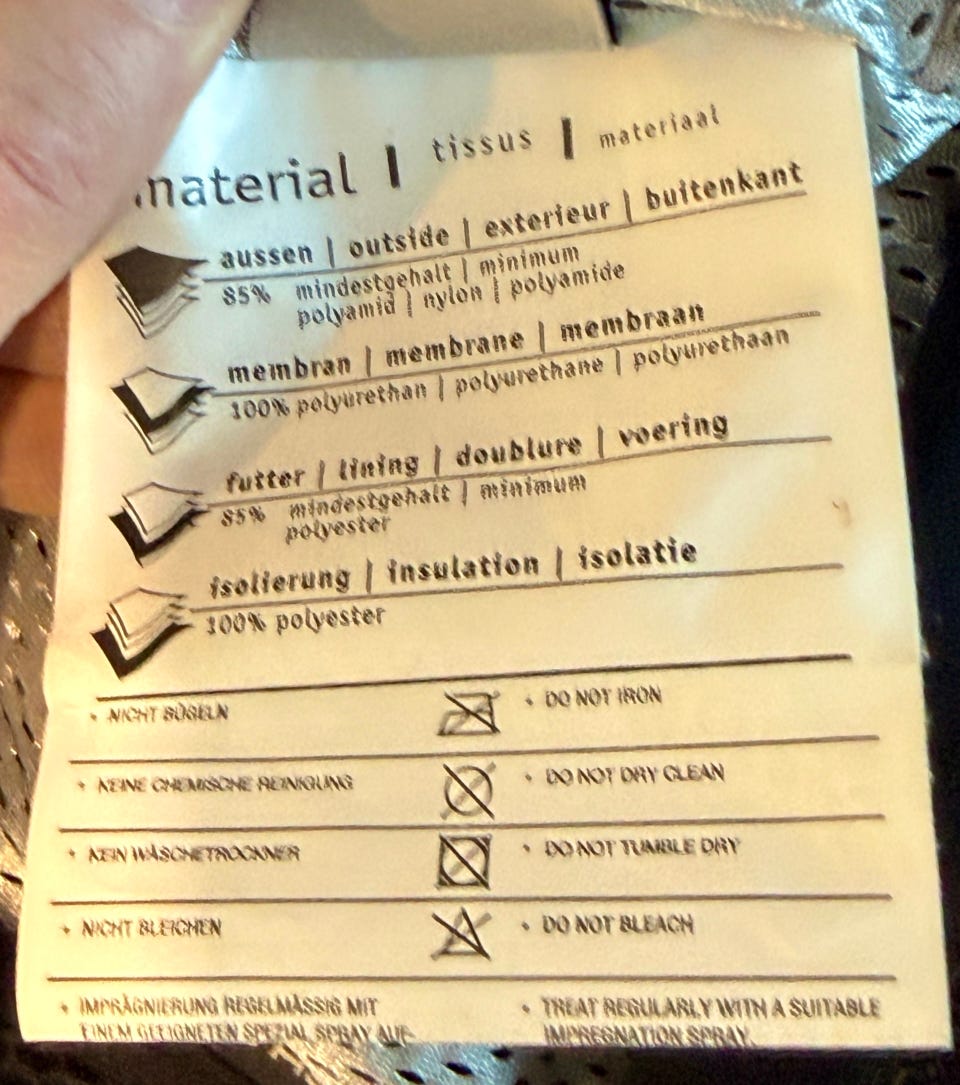 material | tissus | materiaal
aussen | outside | exterieur | buitenkant
85% mindestgehalt | minimum
polyamid | nylon | polyamide
membran | membrane | membraan
100% polyurethan | polyurethane | polyurethaan
futter | lining | doublure | voering
85% mindestgehalt | minimum
polyester
isolierung | insulation | isolatie
100% polyester
• NICHT BÜGELN • DO NOT IRON
• KEINE CHEMISCHE REINIGUNG • DO NOT DRY CLEAN
• KEIN WÄSCHETROCKNER • DO NOT TUMBLE DRY
• NICHT BLEICHEN • DO NOT BLEACH
• IMPRÄGNIERUNG REGELMÄSSIG MIT
EINEM GEEIGNETEN SPEZIAL SPRAY AUF-
• TREAT REGULARLY WITH A SUITABLE
IMPREGNATION SPRAY.